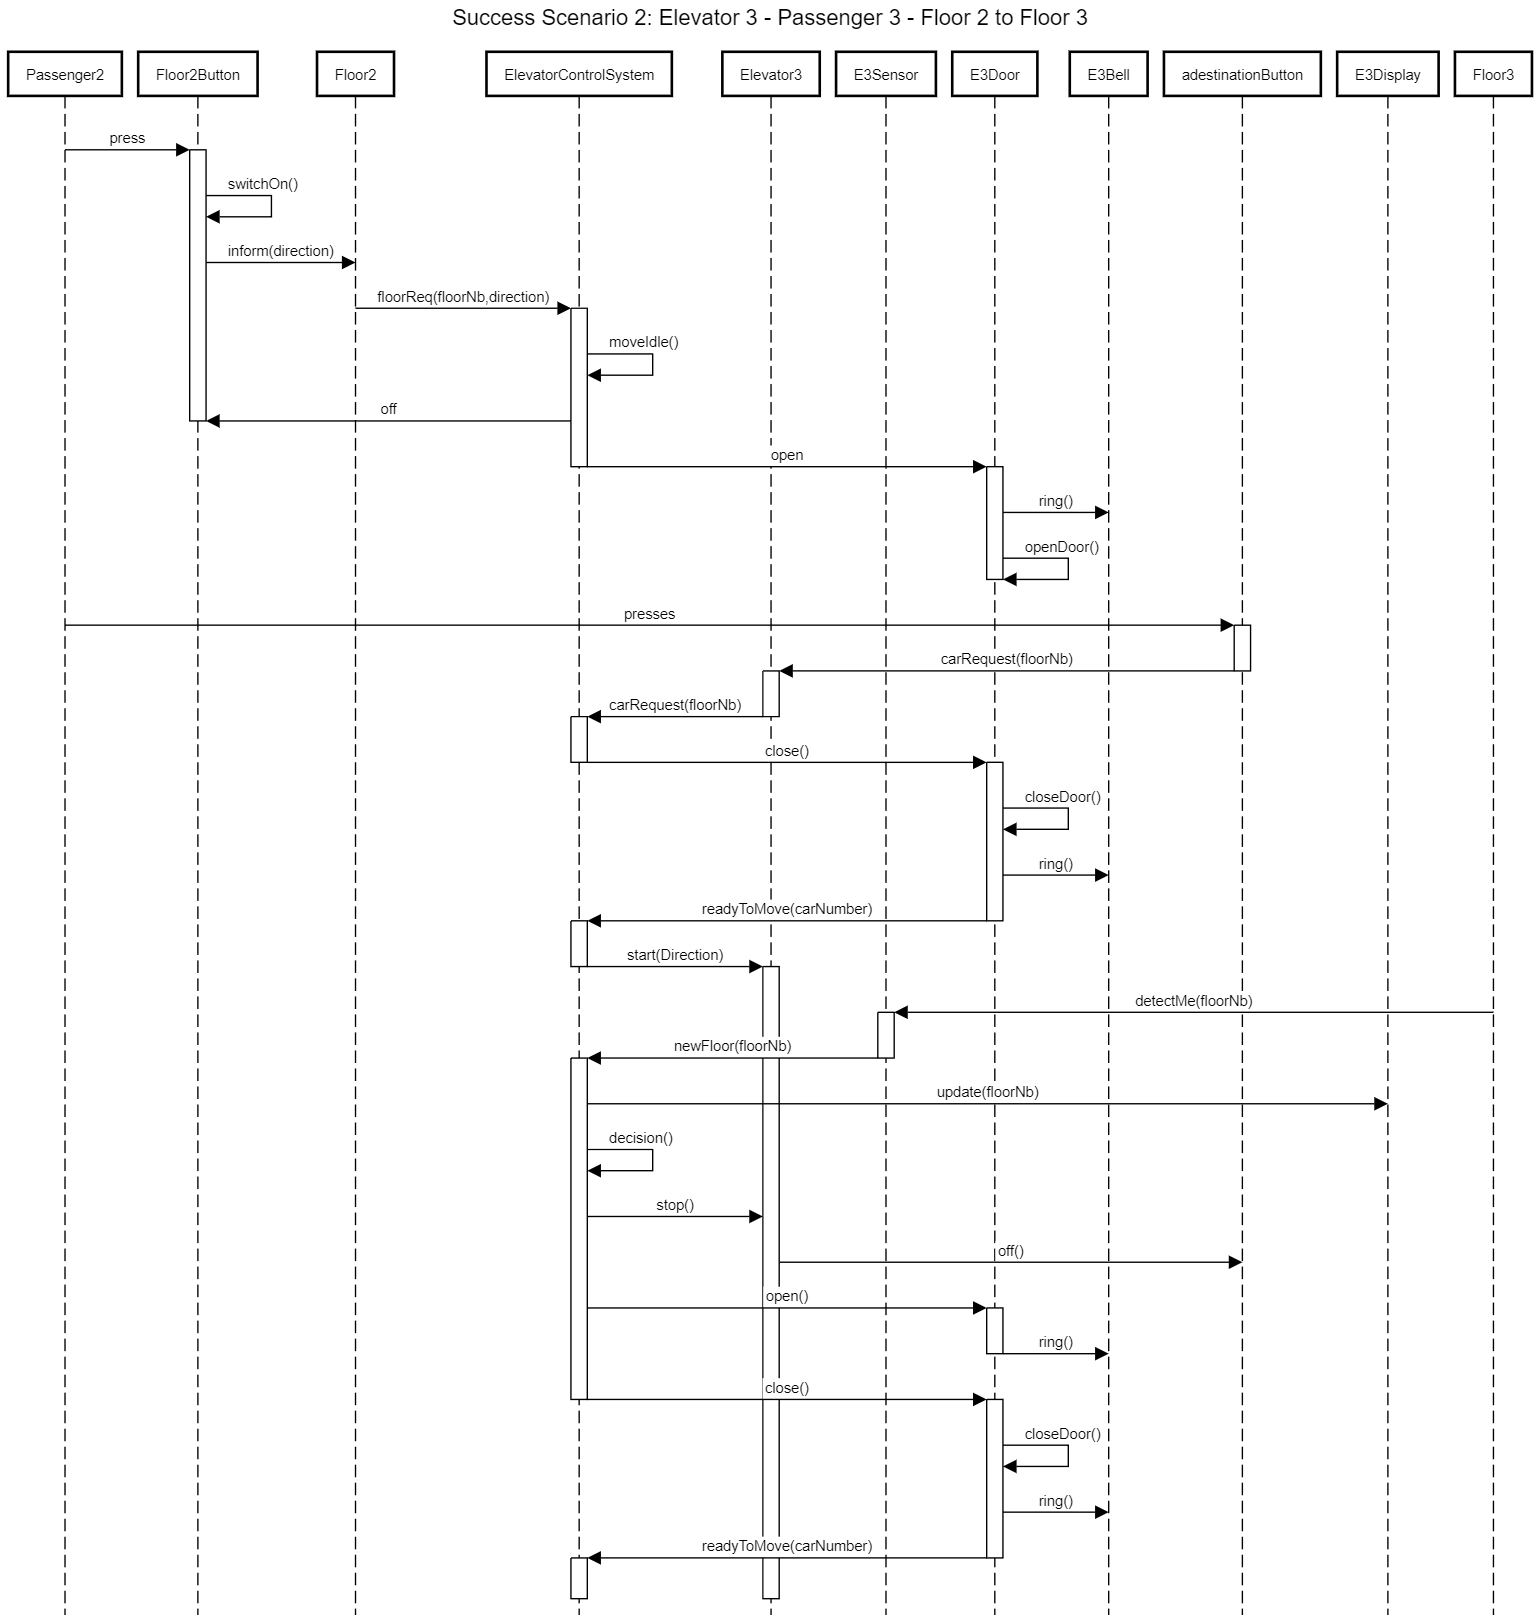 Success Scenario 2: Elevator 3 - Passenger 3 - Floor 2 to Floor 3
Passenger2 Floor2Button Floor2 ElevatorControlSystem Elevator3 E3Sensor E3Door E3Bell adestinationButton E3Display Floor3
press
switchOn()
inform(direction)
floorReq(floorNb,direction)
moveIdle()
off
open
ring()
openDoor()
presses
carRequest(floorNb)
carRequest(floorNb)
close()
closeDoor()
ring()
readyToMove(carNumber)
start(Direction)
detectMe(floorNb)
newFloor(floorNb)
update(floorNb)
decision()
stop()
off()
open()
ring()
close()
closeDoor()
ring()
readyToMove(carNumber)